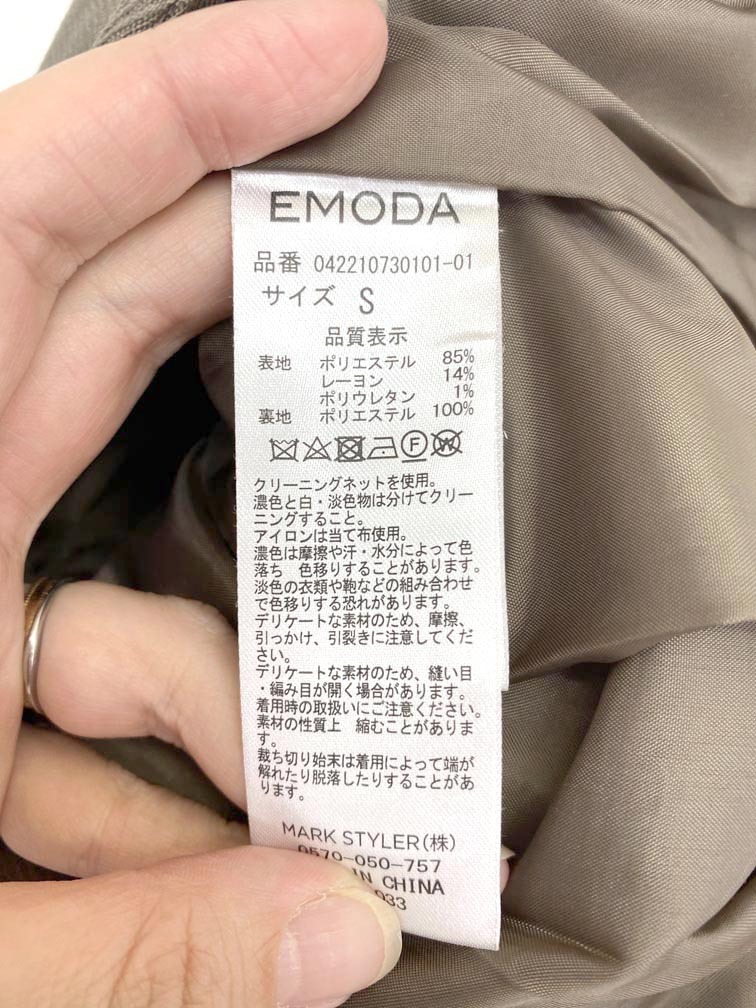 EMODA
品番 042210730101-01
サイズ S
品質表示
表地 ポリエステル 85%
レーヨン 14%
ポリウレタン 1%
裏地 ポリエステル 100%
クリーニングネットを使用。
濃色と白・淡色物は分けてクリー
ニングすること。
アイロンは当て布使用。
濃色は摩擦や汗・水分によって色
落ち 色移りすることがあります。
淡色の衣類や鞄などの組み合わせ
で色移りする恐れがあります。
デリケートな素材のため、摩擦、
引っかけ、引裂きに注意してくだ
さい。
デリケートな素材のため、縫い目
・編み目が開く場合があります。
着用時の取扱いにご注意ください。
素材の性質上 縮むことがありま
す。
裁ち切り始末は着用によって端が
解れたり脱落したりすることがあ
ります。
MARK STYLER(株)
0570-050-757
IN CHINA
033